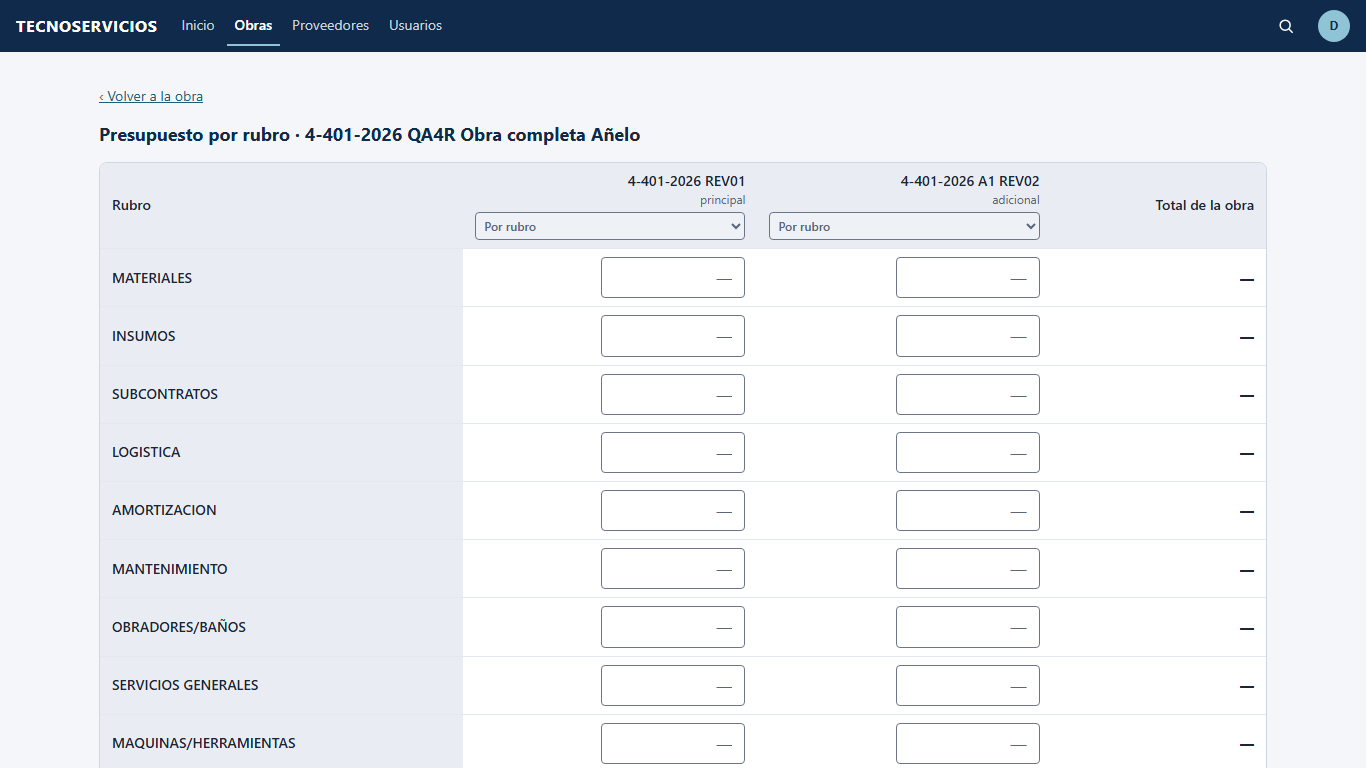 TECNOSERVICIOS Inicio Obras Proveedores Usuarios D
‹ Volver a la obra
Presupuesto por rubro · 4-401-2026 QA4R Obra completa Añelo
Rubro
4-401-2026 REV01
principal
Por rubro
4-401-2026 A1 REV02
adicional
Por rubro
Total de la obra
MATERIALES — — —
INSUMOS — — —
SUBCONTRATOS — — —
LOGISTICA — — —
AMORTIZACION — — —
MANTENIMIENTO — — —
OBRADORES/BAÑOS — — —
SERVICIOS GENERALES — — —
MAQUINAS/HERRAMIENTAS — — —